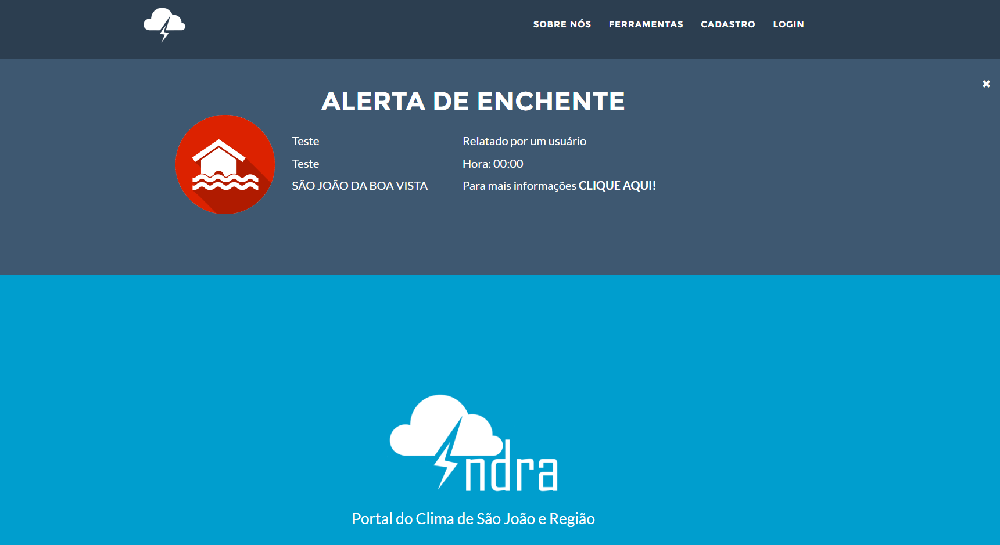 SOBRE NÓS FERRAMENTAS CADASTRO LOGIN
ALERTA DE ENCHENTE
Teste Relatado por um usuário
Teste Hora: 00:00
SÃO JOÃO DA BOA VISTA Para mais informações CLIQUE AQUI!
ndra
Portal do Clima de São João e Região